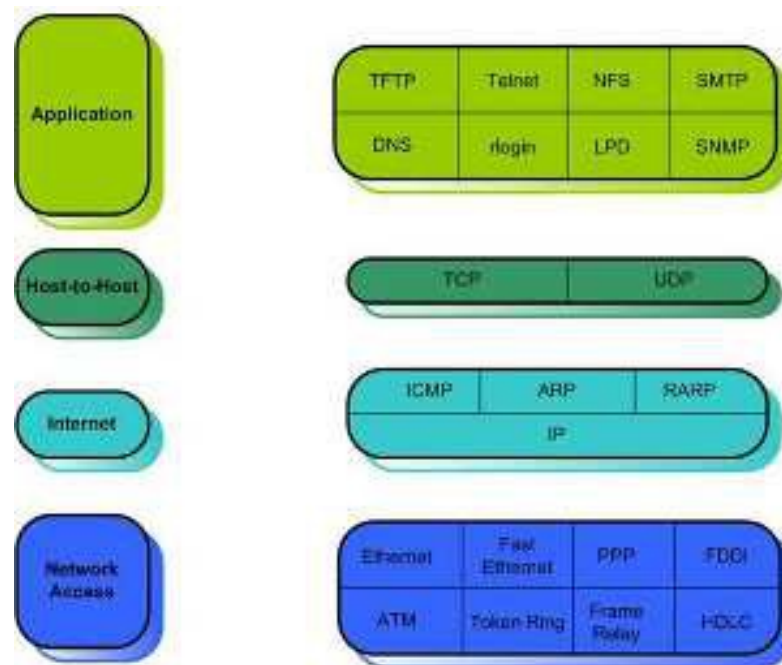 Application
TFTP Telnet NFS SMTP
DNS rlogin LPD SNMP
Host-to-Host
TCP UDP
Internet
ICMP ARP RARP
IP
Network
Access
Ethernet Fast
Ethernet PPP FDDI
ATM Token Ring Frame
Relay HDLC